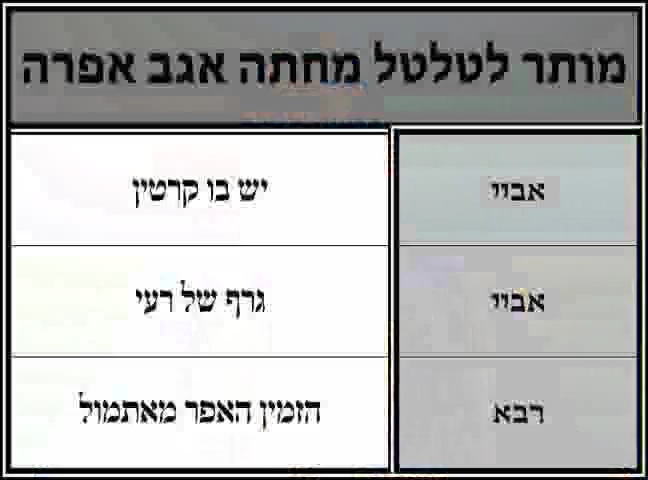 מותר לטלטל מחתה אגב אפרה
אביי יש בו קרטין
אביי גרף של רעי
רבא הזמין האפר מאתמול